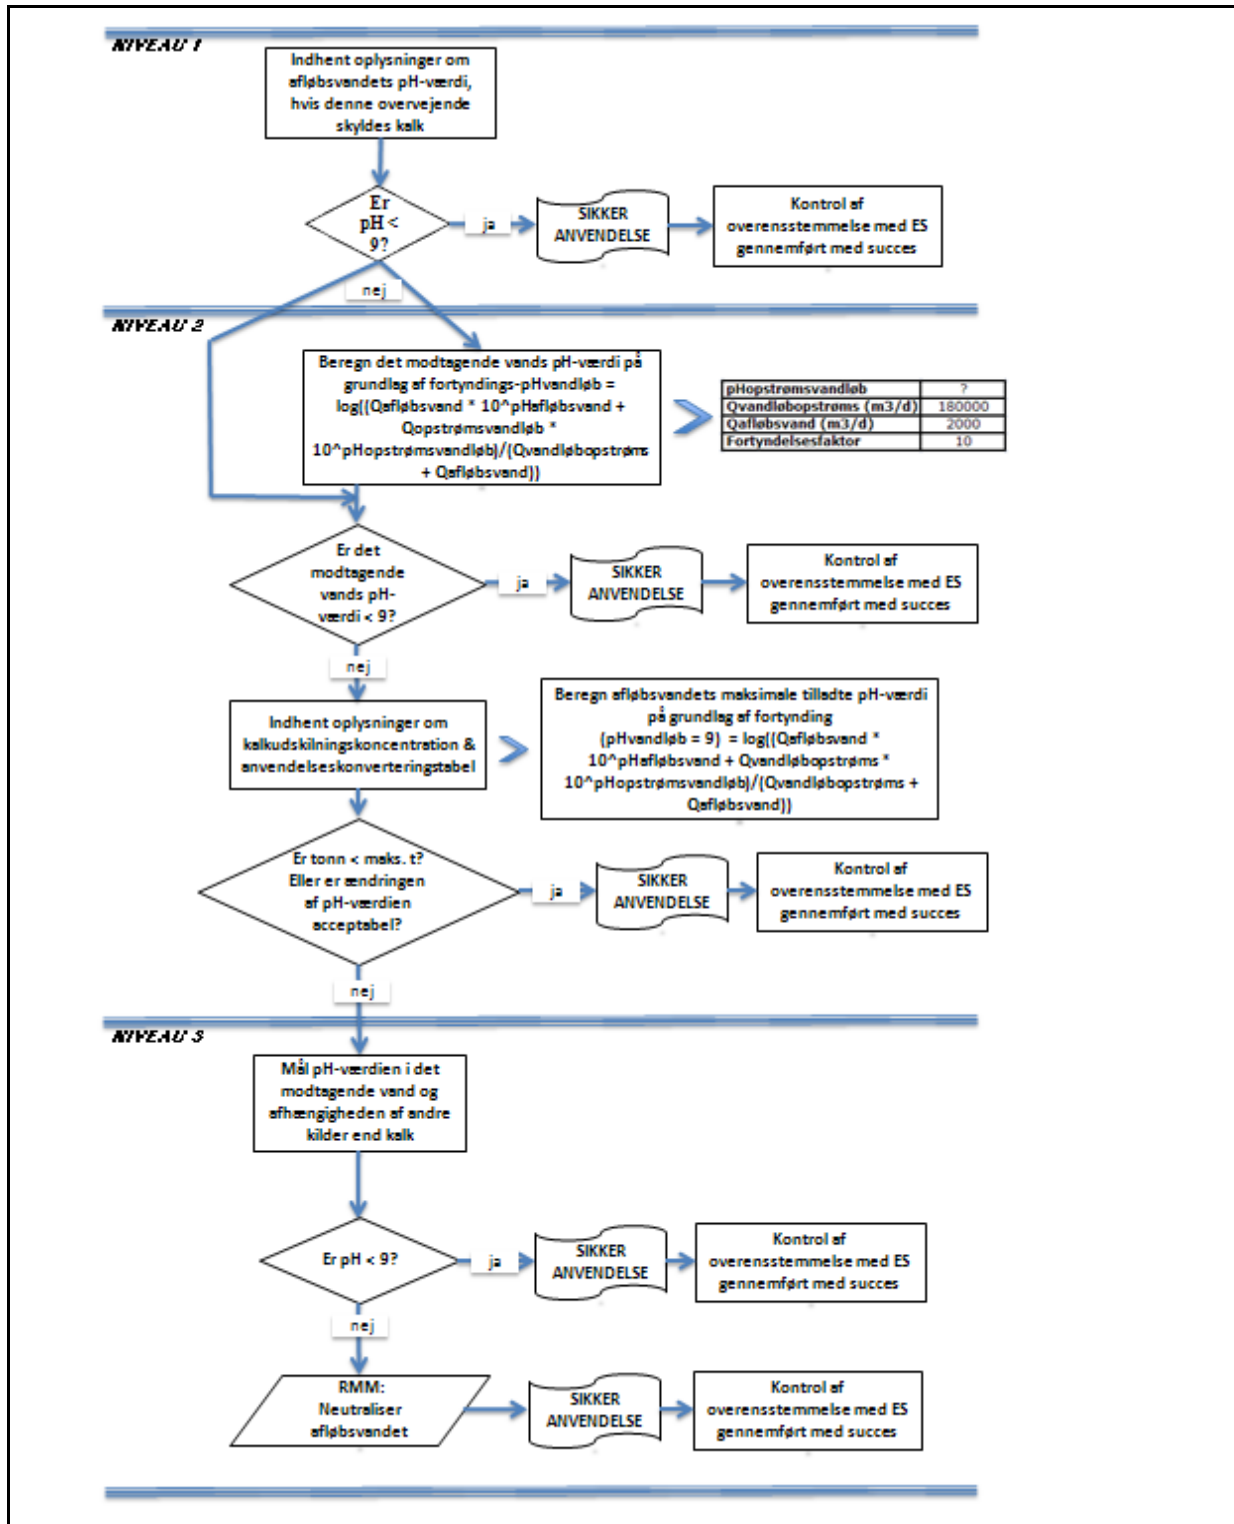 NIVEAU 1
Indhent oplysninger om
afløbsvandets pH-værdi,
hvis denne overvejende
skyldes kalk
Er
pH <
9?
ja
SIKKER
ANVENDELSE
Kontrol af
overensstemmelse med ES
gennemført med succes
nej
NIVEAU 2
Beregn det modtagende vands pH-værdi på
grundlag af fortyndings-pHvandløb =
log((Qafløbsvand * 10^pHafløbsvand +
Qopstrømsvandløb *
10^pHopstrømsvandløb)/(Qvandløbopstrøms
+ Qafløbsvand))
pHopstrømsvandløb ?
Qvandløbopstrøms (m3/d) 180000
Qafløbsvand (m3/d) 2000
Fortyndelsesfaktor 10
Er det
modtagende
vands pH-
værdi < 9?
ja
SIKKER
ANVENDELSE
Kontrol af
overensstemmelse med ES
gennemført med succes
nej
Indhent oplysninger om
kalkudskilningskoncentration &
anvendelseskonverteringstabel
Beregn afløbsvandets maksimale tilladte pH-værdi
på grundlag af fortynding
(pHvandløb = 9) = log((Qafløbsvand *
10^pHafløbsvand + Qvandløbopstrøms *
10^pHopstrømsvandløb)/(Qvandløbopstrøms +
Qafløbsvand))
Er tonn < maks. t?
Eller er ændringen
af pH-værdien
acceptabel?
ja
SIKKER
ANVENDELSE
Kontrol af
overensstemmelse med ES
gennemført med succes
nej
NIVEAU 3
Mål pH-værdien i det
modtagende vand og
afhængigheden af andre
kilder end kalk
Er pH < 9?
ja
SIKKER
ANVENDELSE
Kontrol af
overensstemmelse med ES
gennemført med succes
nej
RMM:
Neutraliser
afløbsvandet
SIKKER
ANVENDELSE
Kontrol af
overensstemmelse med ES
gennemført med succes